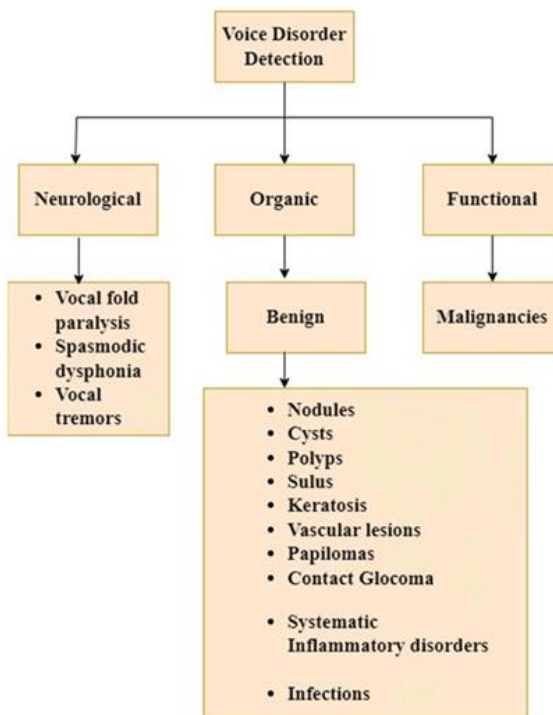 Voice Disorder
Detection
Neurological
Organic
Functional
• Vocal fold
paralysis
• Spasmodic
dysphonia
• Vocal
tremors
Benign
Malignancies
• Nodules
• Cysts
• Polyps
• Sulus
• Keratosis
• Vascular lesions
• Papilomas
• Contact Glocoma
• Systematic
Inflammatory disorders
• Infections